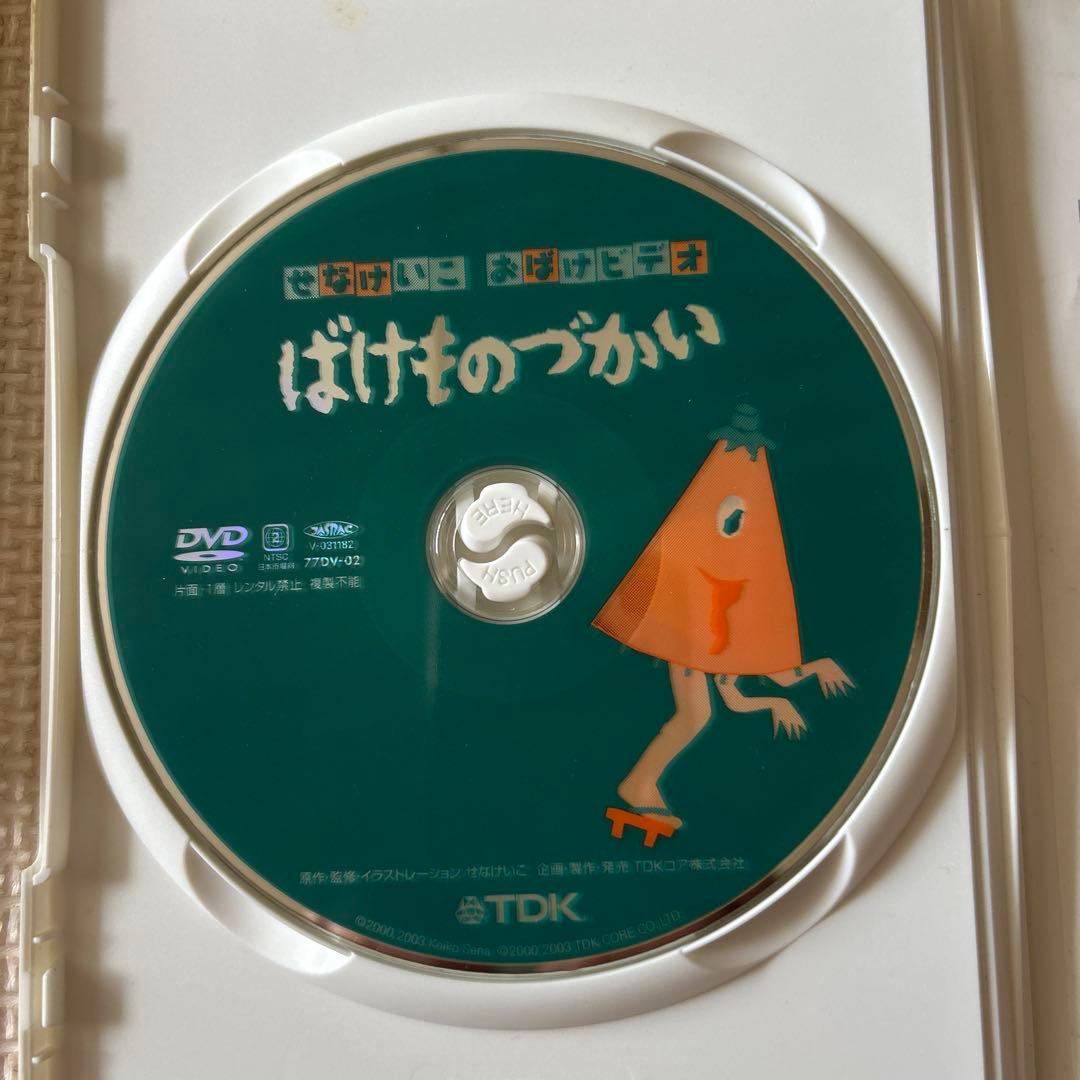 せなけいこ おばけビデオ
ばけものづかい
HERE
PUSH
DVD
VIDEO
2
NTSC
日本市場向
JASRAC
V-031182
77DV-02
片面・1層 レンタル禁止 複製不能
原作・監修・イラストレーション せなけいこ 企画・製作・発売 TDKコア株式会社
TDK
©2000, 2003 Keiko Sena, ℗2000, 2003 TDK CORE CO., LTD.